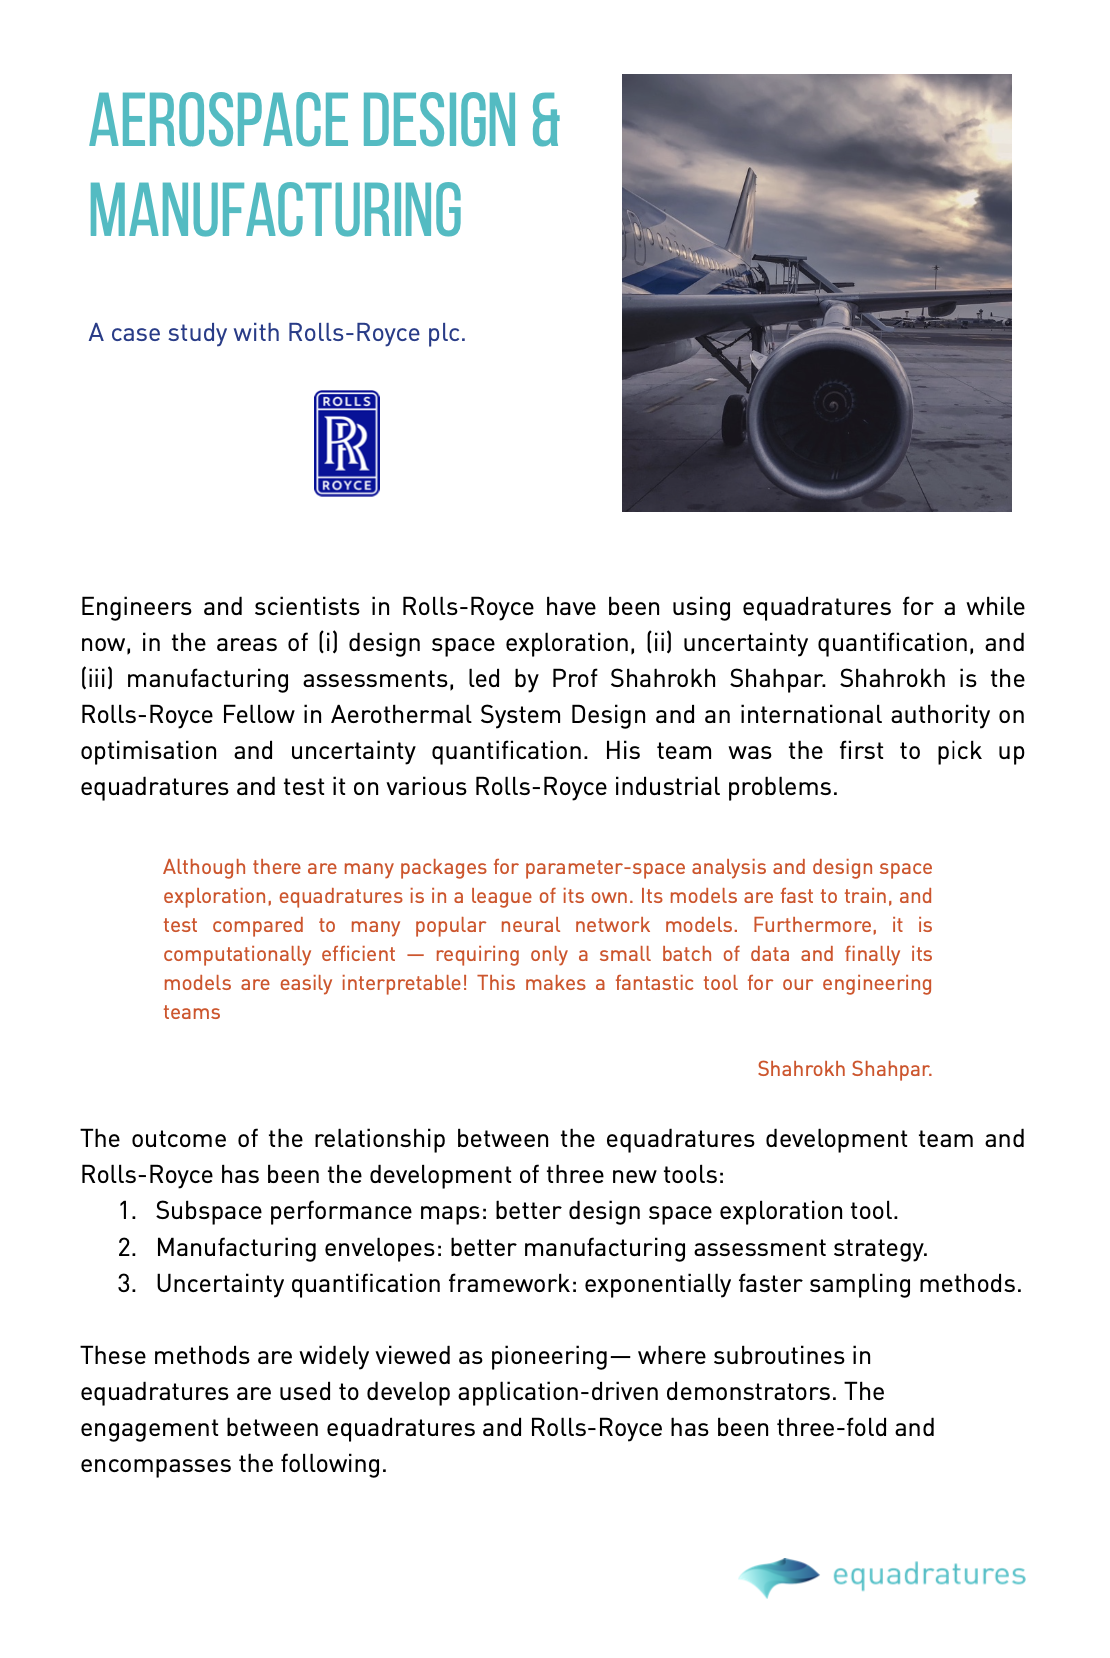 AEROSPACE DESIGN &
MANUFACTURING
A case study with Rolls-Royce plc.
ROLLS
RR
ROYCE
Engineers and scientists in Rolls-Royce have been using equadratures for a while
now, in the areas of (i) design space exploration, (ii) uncertainty quantification, and
(iii) manufacturing assessments, led by Prof Shahrokh Shahpar. Shahrokh is the
Rolls-Royce Fellow in Aerothermal System Design and an international authority on
optimisation and uncertainty quantification. His team was the first to pick up
equadratures and test it on various Rolls-Royce industrial problems.
Although there are many packages for parameter-space analysis and design space
exploration, equadratures is in a league of its own. Its models are fast to train, and
test compared to many popular neural network models. Furthermore, it is
computationally efficient — requiring only a small batch of data and finally its
models are easily interpretable! This makes a fantastic tool for our engineering
teams
Shahrokh Shahpar.
The outcome of the relationship between the equadratures development team and
Rolls-Royce has been the development of three new tools:
1. Subspace performance maps: better design space exploration tool.
2. Manufacturing envelopes: better manufacturing assessment strategy.
3. Uncertainty quantification framework: exponentially faster sampling methods.
These methods are widely viewed as pioneering— where subroutines in
equadratures are used to develop application-driven demonstrators. The
engagement between equadratures and Rolls-Royce has been three-fold and
encompasses the following.
equadratures